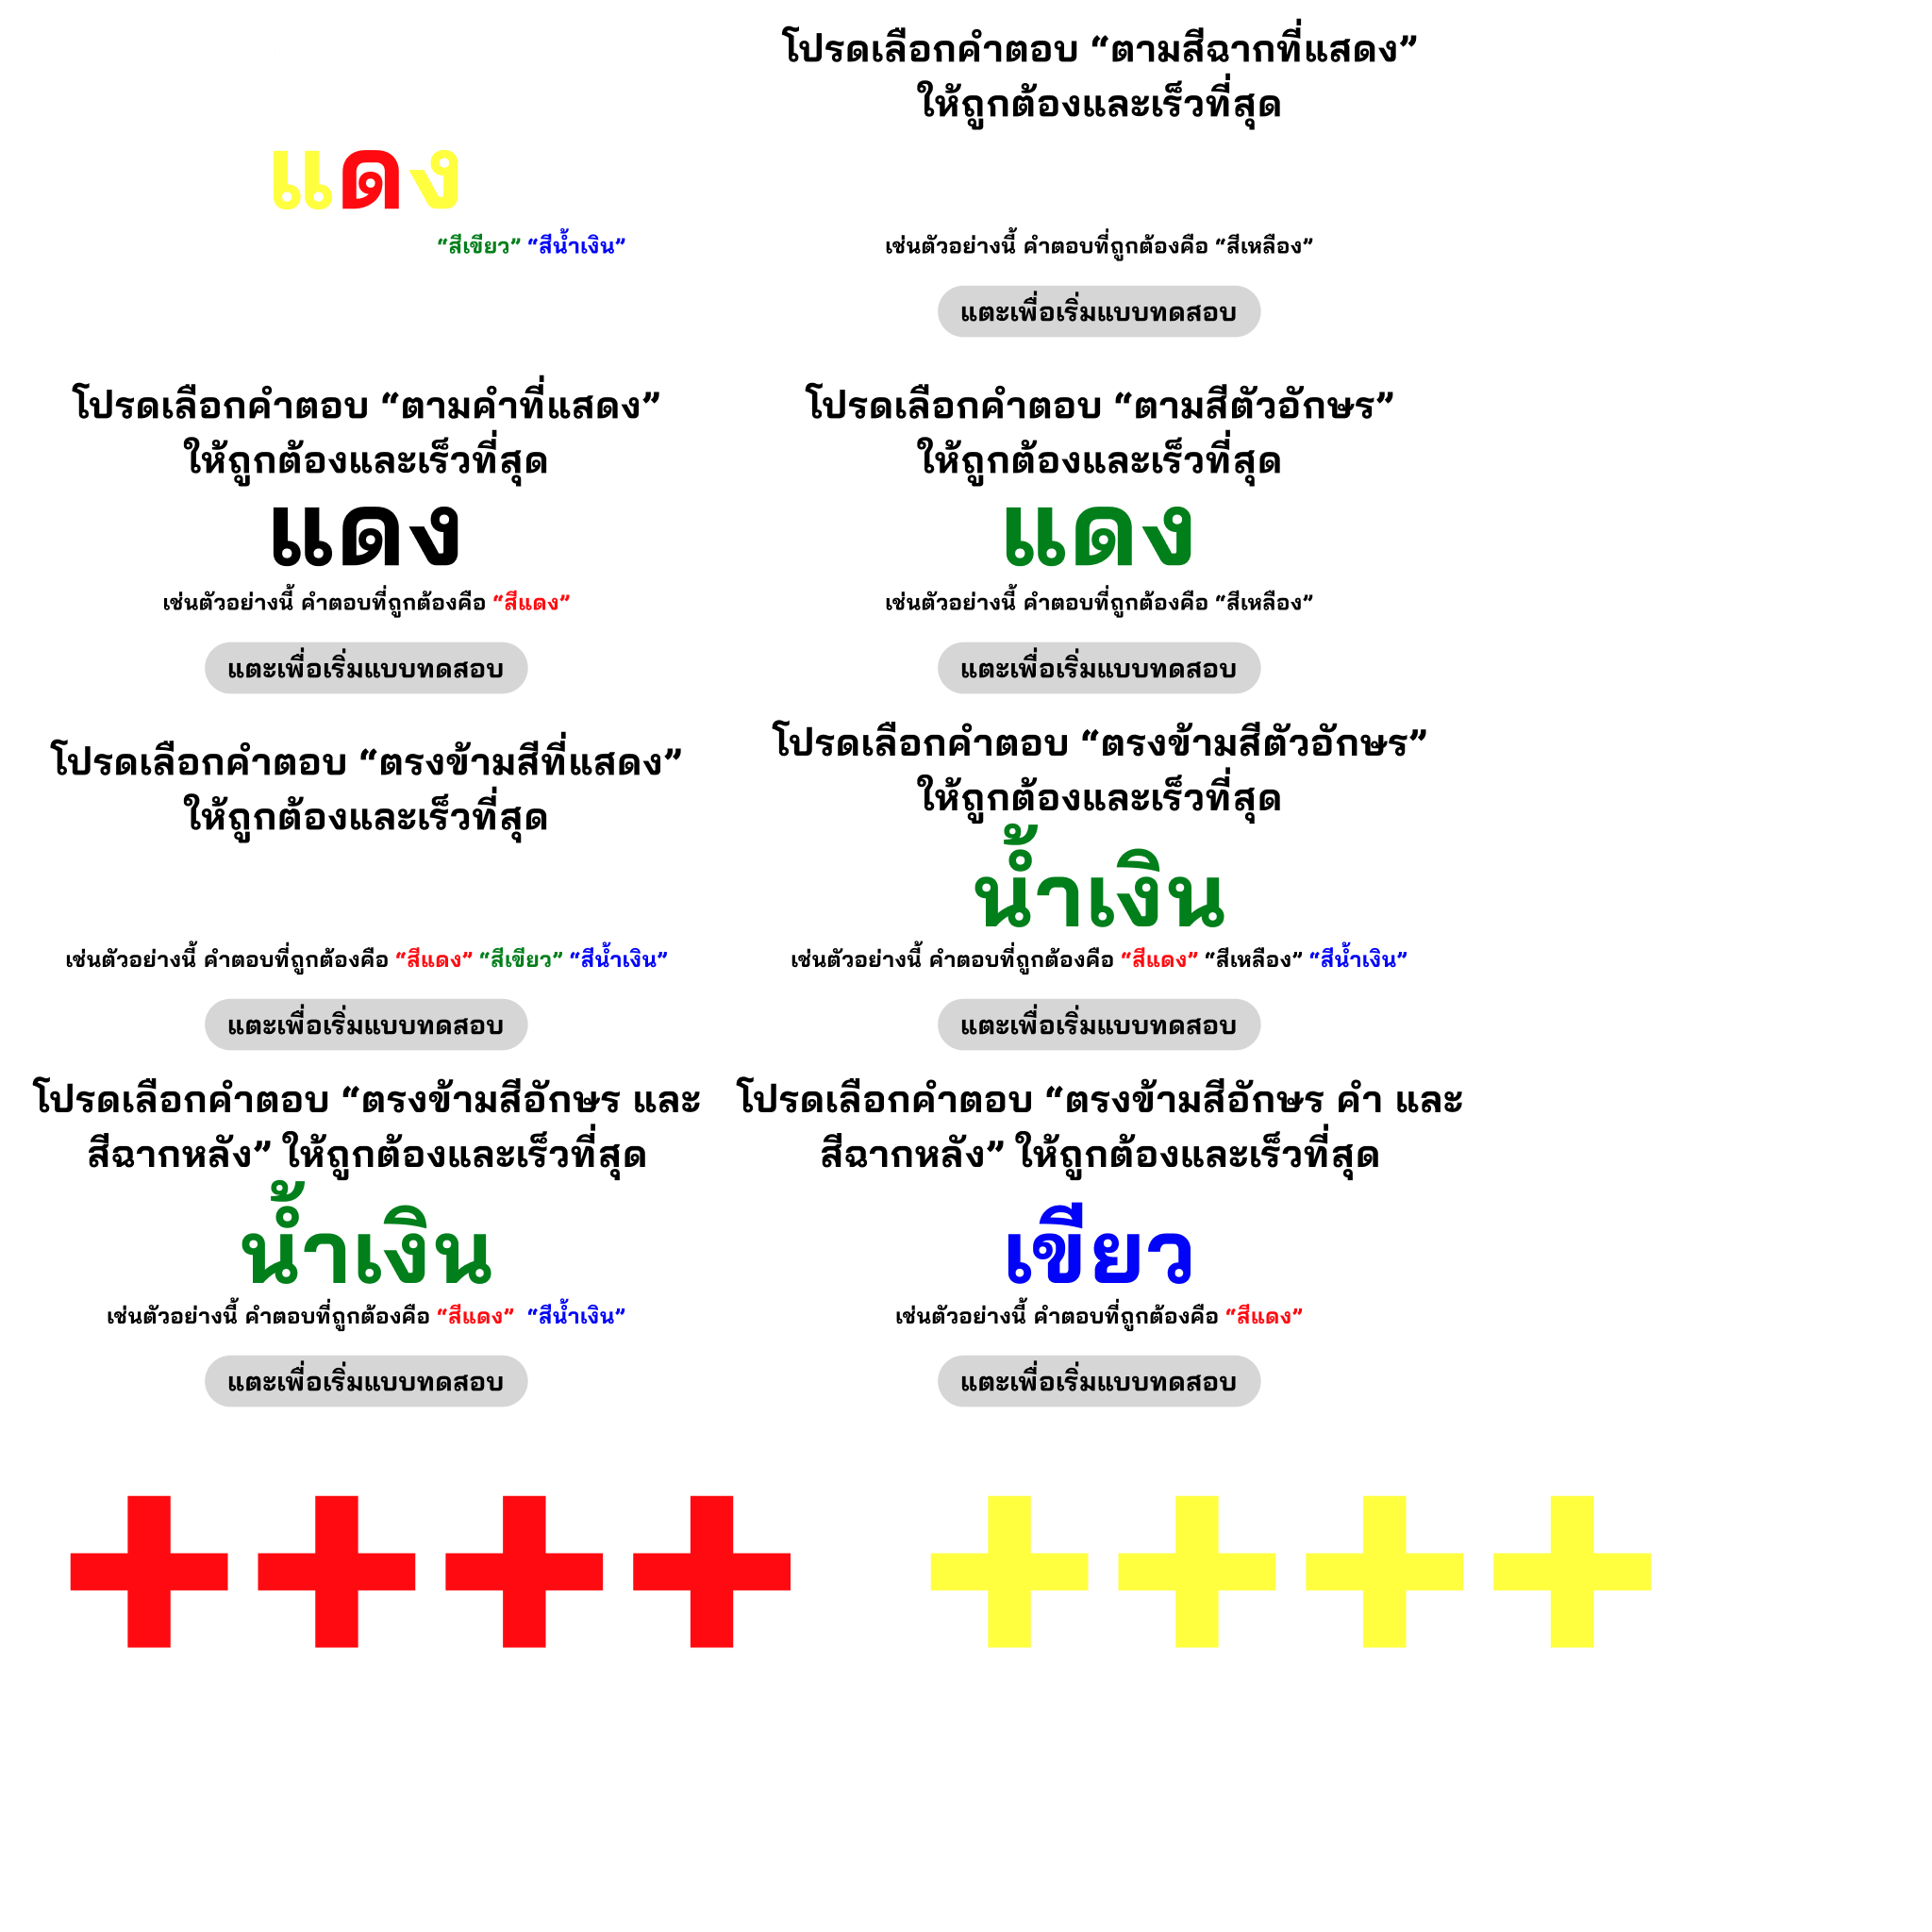 แดง
“สีเขียว” “สีน้ำเงิน”
โปรดเลือกคำตอบ “ตามสีฉากที่แสดง”
ให้ถูกต้องและเร็วที่สุด
เช่นตัวอย่างนี้ คำตอบที่ถูกต้องคือ “สีเหลือง”
แตะเพื่อเริ่มแบบทดสอบ
โปรดเลือกคำตอบ “ตามคำที่แสดง”
ให้ถูกต้องและเร็วที่สุด
แดง
เช่นตัวอย่างนี้ คำตอบที่ถูกต้องคือ “สีแดง”
แตะเพื่อเริ่มแบบทดสอบ
โปรดเลือกคำตอบ “ตามสีตัวอักษร”
ให้ถูกต้องและเร็วที่สุด
แดง
เช่นตัวอย่างนี้ คำตอบที่ถูกต้องคือ “สีเหลือง”
แตะเพื่อเริ่มแบบทดสอบ
โปรดเลือกคำตอบ “ตรงข้ามสีที่แสดง”
ให้ถูกต้องและเร็วที่สุด
เช่นตัวอย่างนี้ คำตอบที่ถูกต้องคือ “สีแดง” “สีเขียว” “สีน้ำเงิน”
แตะเพื่อเริ่มแบบทดสอบ
โปรดเลือกคำตอบ “ตรงข้ามสีตัวอักษร”
ให้ถูกต้องและเร็วที่สุด
น้ำเงิน
เช่นตัวอย่างนี้ คำตอบที่ถูกต้องคือ “สีแดง” “สีเหลือง” “สีน้ำเงิน”
แตะเพื่อเริ่มแบบทดสอบ
โปรดเลือกคำตอบ “ตรงข้ามสีอักษร และ
สีฉากหลัง” ให้ถูกต้องและเร็วที่สุด
น้ำเงิน
เช่นตัวอย่างนี้ คำตอบที่ถูกต้องคือ “สีแดง” “สีน้ำเงิน”
แตะเพื่อเริ่มแบบทดสอบ
โปรดเลือกคำตอบ “ตรงข้ามสีอักษร คำ และ
สีฉากหลัง” ให้ถูกต้องและเร็วที่สุด
เขียว
เช่นตัวอย่างนี้ คำตอบที่ถูกต้องคือ “สีแดง”
แตะเพื่อเริ่มแบบทดสอบ